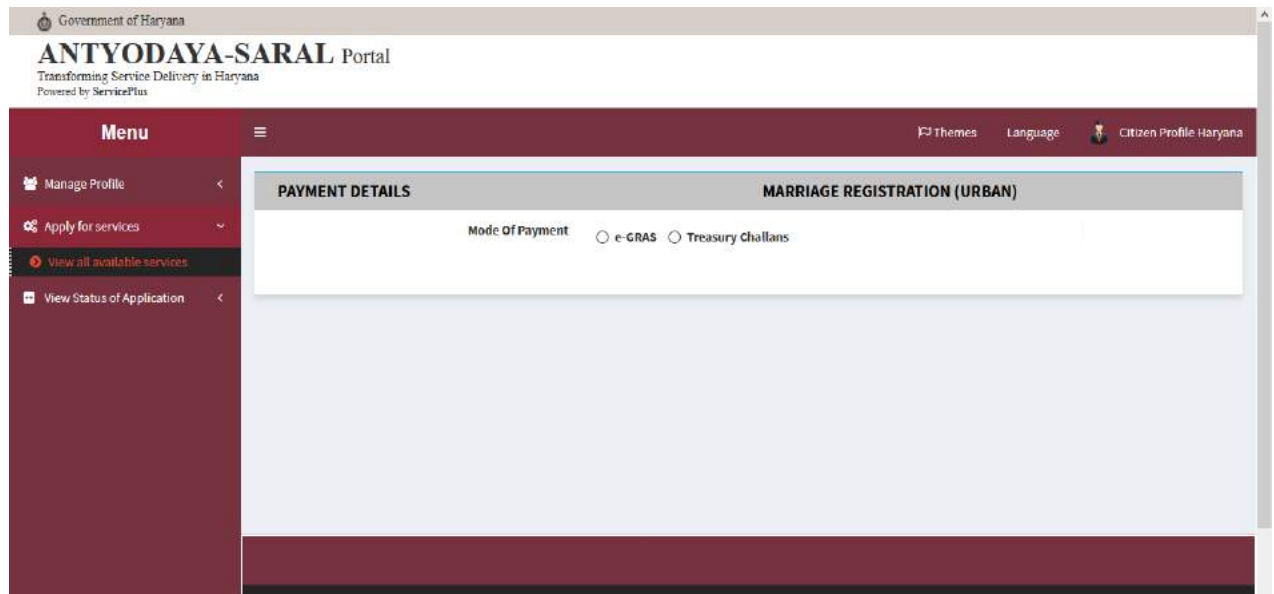 Government of Haryana
ANTYODAYA-SARAL Portal
Transforming Service Delivery in Haryana
Powered by ServicePlus
Menu
Themes Language Citizen Profile Haryana
Manage Profile
Apply for services
View all available services
View Status of Application
PAYMENT DETAILS MARRIAGE REGISTRATION (URBAN)
Mode Of Payment e-GRAS Treasury Challans